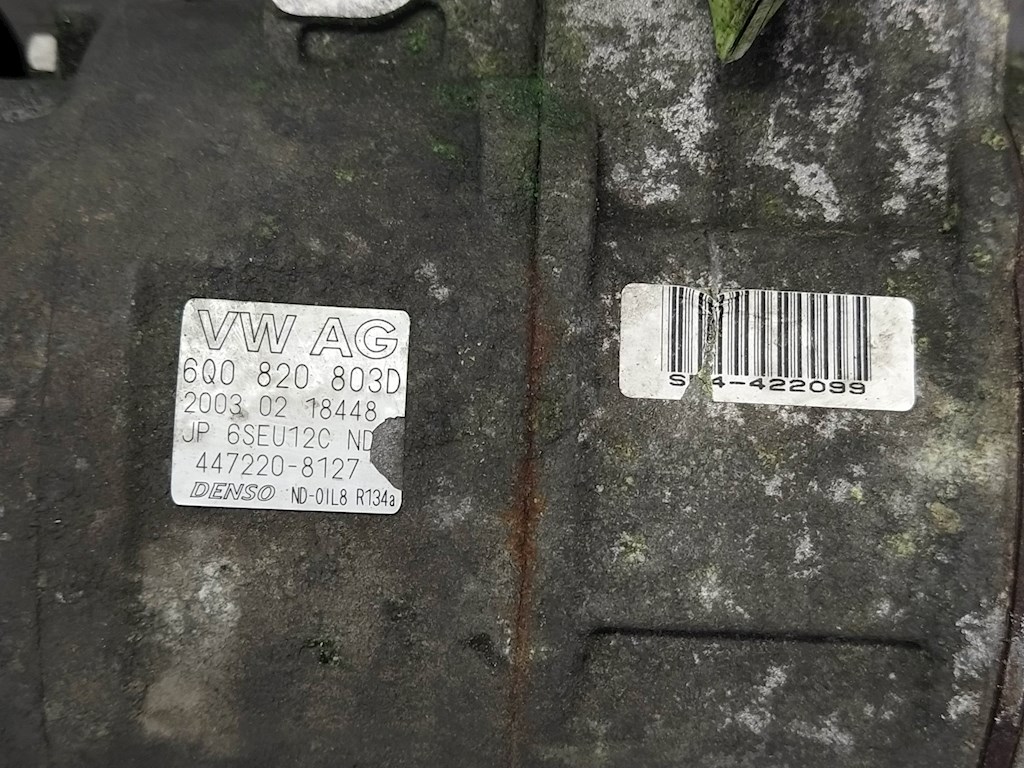 VW AG
6Q0 820 803D
2003 02 18448
JP 6SEU12C ND
447220-8127
DENSO ND-OIL8 R134a
4-422099